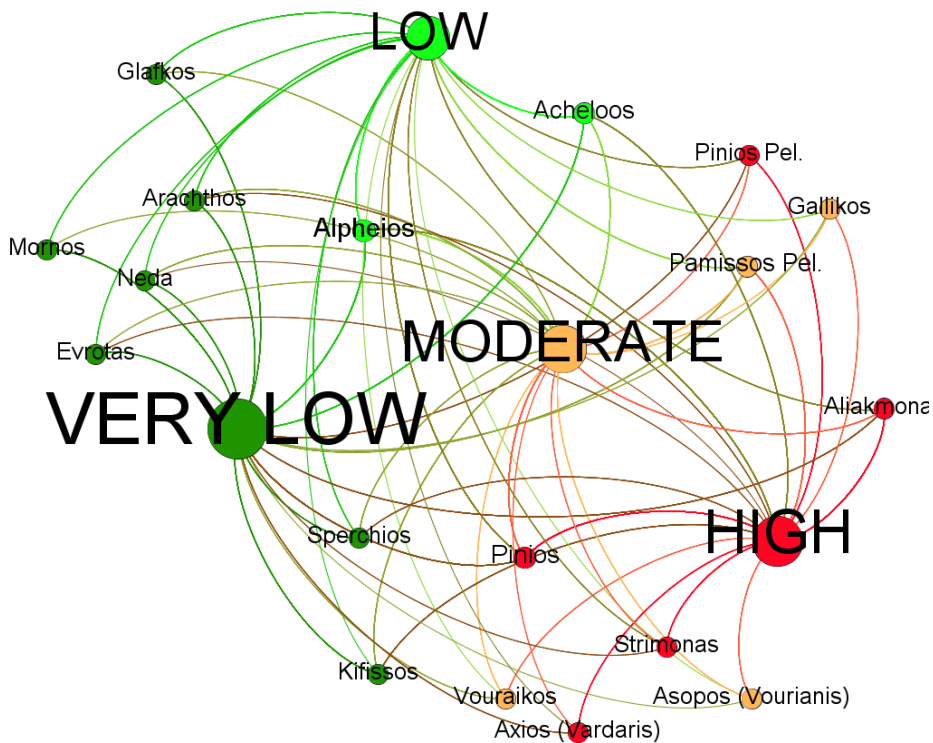 LOW
Glafkos
Acheloos
Pinios Pel.
Arachthos
Gallikos
Alpheios
Mornos
Pamissos Pel.
Neda
MODERATE
Evrotas
VERY LOW
Aliakmona
HIGH
Sperchios
Pinios
Strimonas
Kifissos
Vouraikos
Asopos (Vourianis)
Axios (Vardaris)